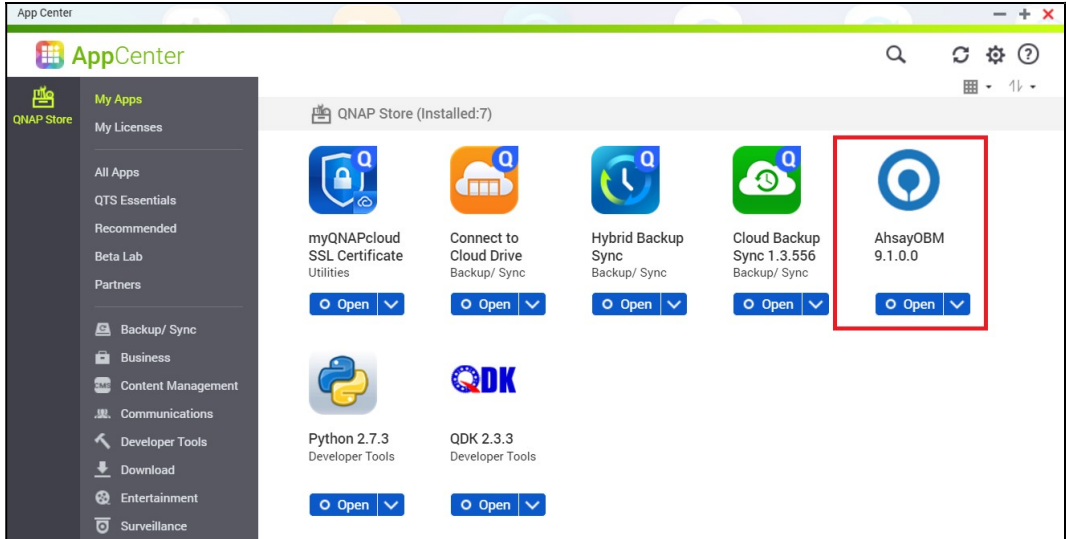 App Center
AppCenter
QNAP Store
My Apps
My Licenses
All Apps
QTS Essentials
Recommended
Beta Lab
Partners
Backup/ Sync
Business
CMS Content Management
Communications
Developer Tools
Download
Entertainment
Surveillance
QNAP Store (Installed:7)
Q
myQNAPcloud
SSL Certificate
Utilities
Open
Q
Connect to
Cloud Drive
Backup/ Sync
Open
Q
Hybrid Backup
Sync
Backup/ Sync
Open
Q
Cloud Backup
Sync 1.3.556
Backup/ Sync
Open
AhsayOBM
9.1.0.0
Open
Python 2.7.3
Developer Tools
Open
QDK
QDK 2.3.3
Developer Tools
Open